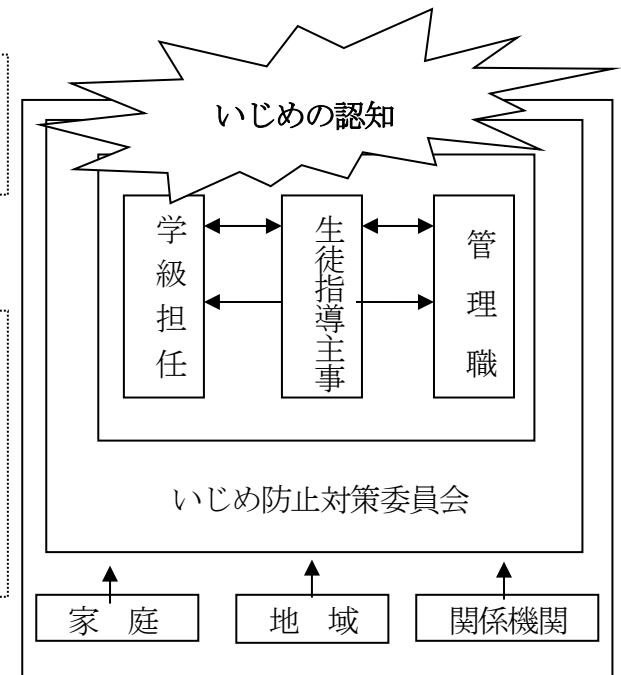 いじめの認知
学級担任
生徒指導主事
管理職
いじめ防止対策委員会
家　庭
地　域
関係機関